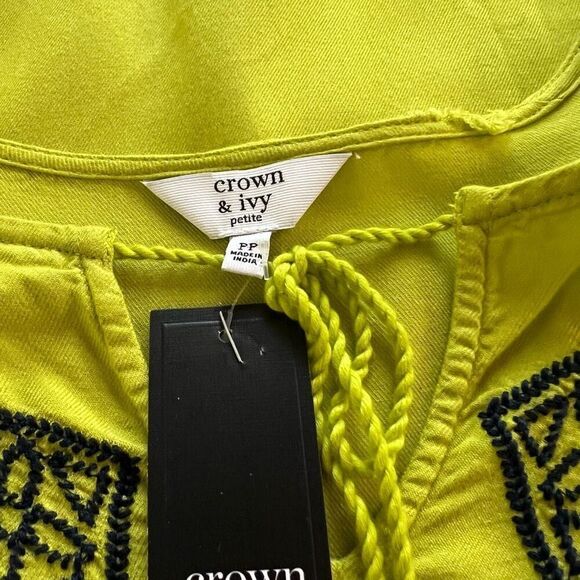 crown
& ivy
petite
PP
MADE IN
INDIA
crown